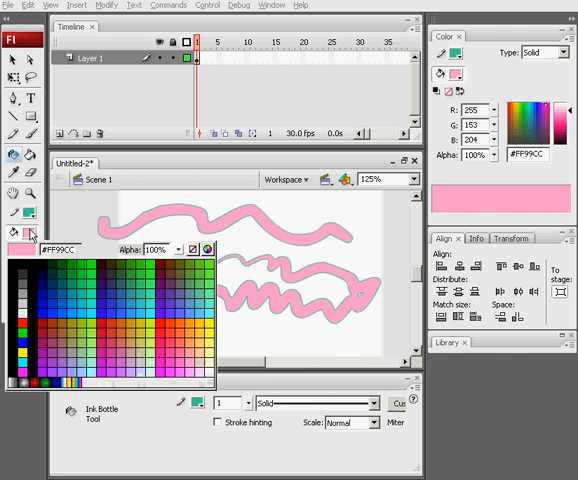 File Edit View Insert Modify Text Commands Control Debug Window Help
Fl
Timeline ×
1 5 10 15 20 25 30 35
Layer 1
1 30.0 fps 0.0s
Untitled-2*
Scene 1 Workspace 125%
T
#FF99CC Alpha: 100%
Ink Bottle
Tool
1 Solid Cus
Stroke hinting Scale: Normal Miter
?
Color ×
Type: Solid
R: 255
G: 153
B: 204
Alpha: 100% #FF99CC
Align × Info Transform
Align:
Distribute:
Match size: Space:
To
stage:
Library ×